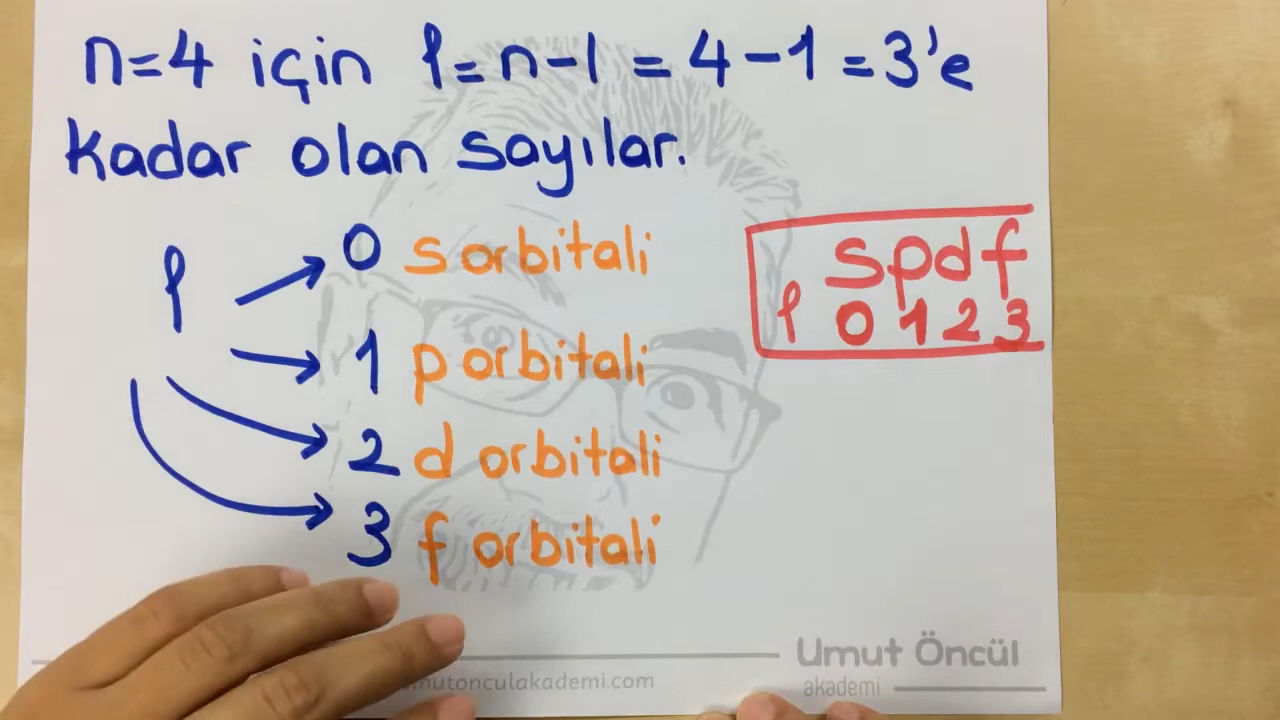 n=4 için l=n-1=4-1=3'e
kadar olan sayılar.
l
0 s orbitali
1 p orbitali
2 d orbitali
3 f orbitali
s p d f
l 0 1 2 3
Umut Öncül
akademi
utonculakademi.com